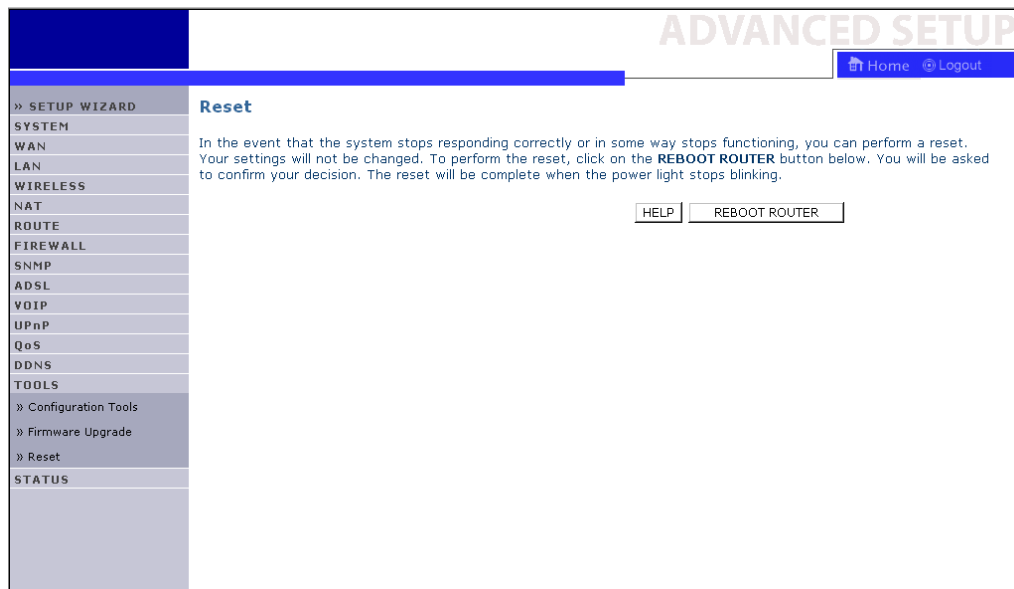 ADVANCED SETUP
Home Logout
» SETUP WIZARD
SYSTEM
WAN
LAN
WIRELESS
NAT
ROUTE
FIREWALL
SNMP
ADSL
VOIP
UPnP
QoS
DDNS
TOOLS
» Configuration Tools
» Firmware Upgrade
» Reset
STATUS
Reset
In the event that the system stops responding correctly or in some way stops functioning, you can perform a reset.
Your settings will not be changed. To perform the reset, click on the REBOOT ROUTER button below. You will be asked
to confirm your decision. The reset will be complete when the power light stops blinking.
HELP REBOOT ROUTER